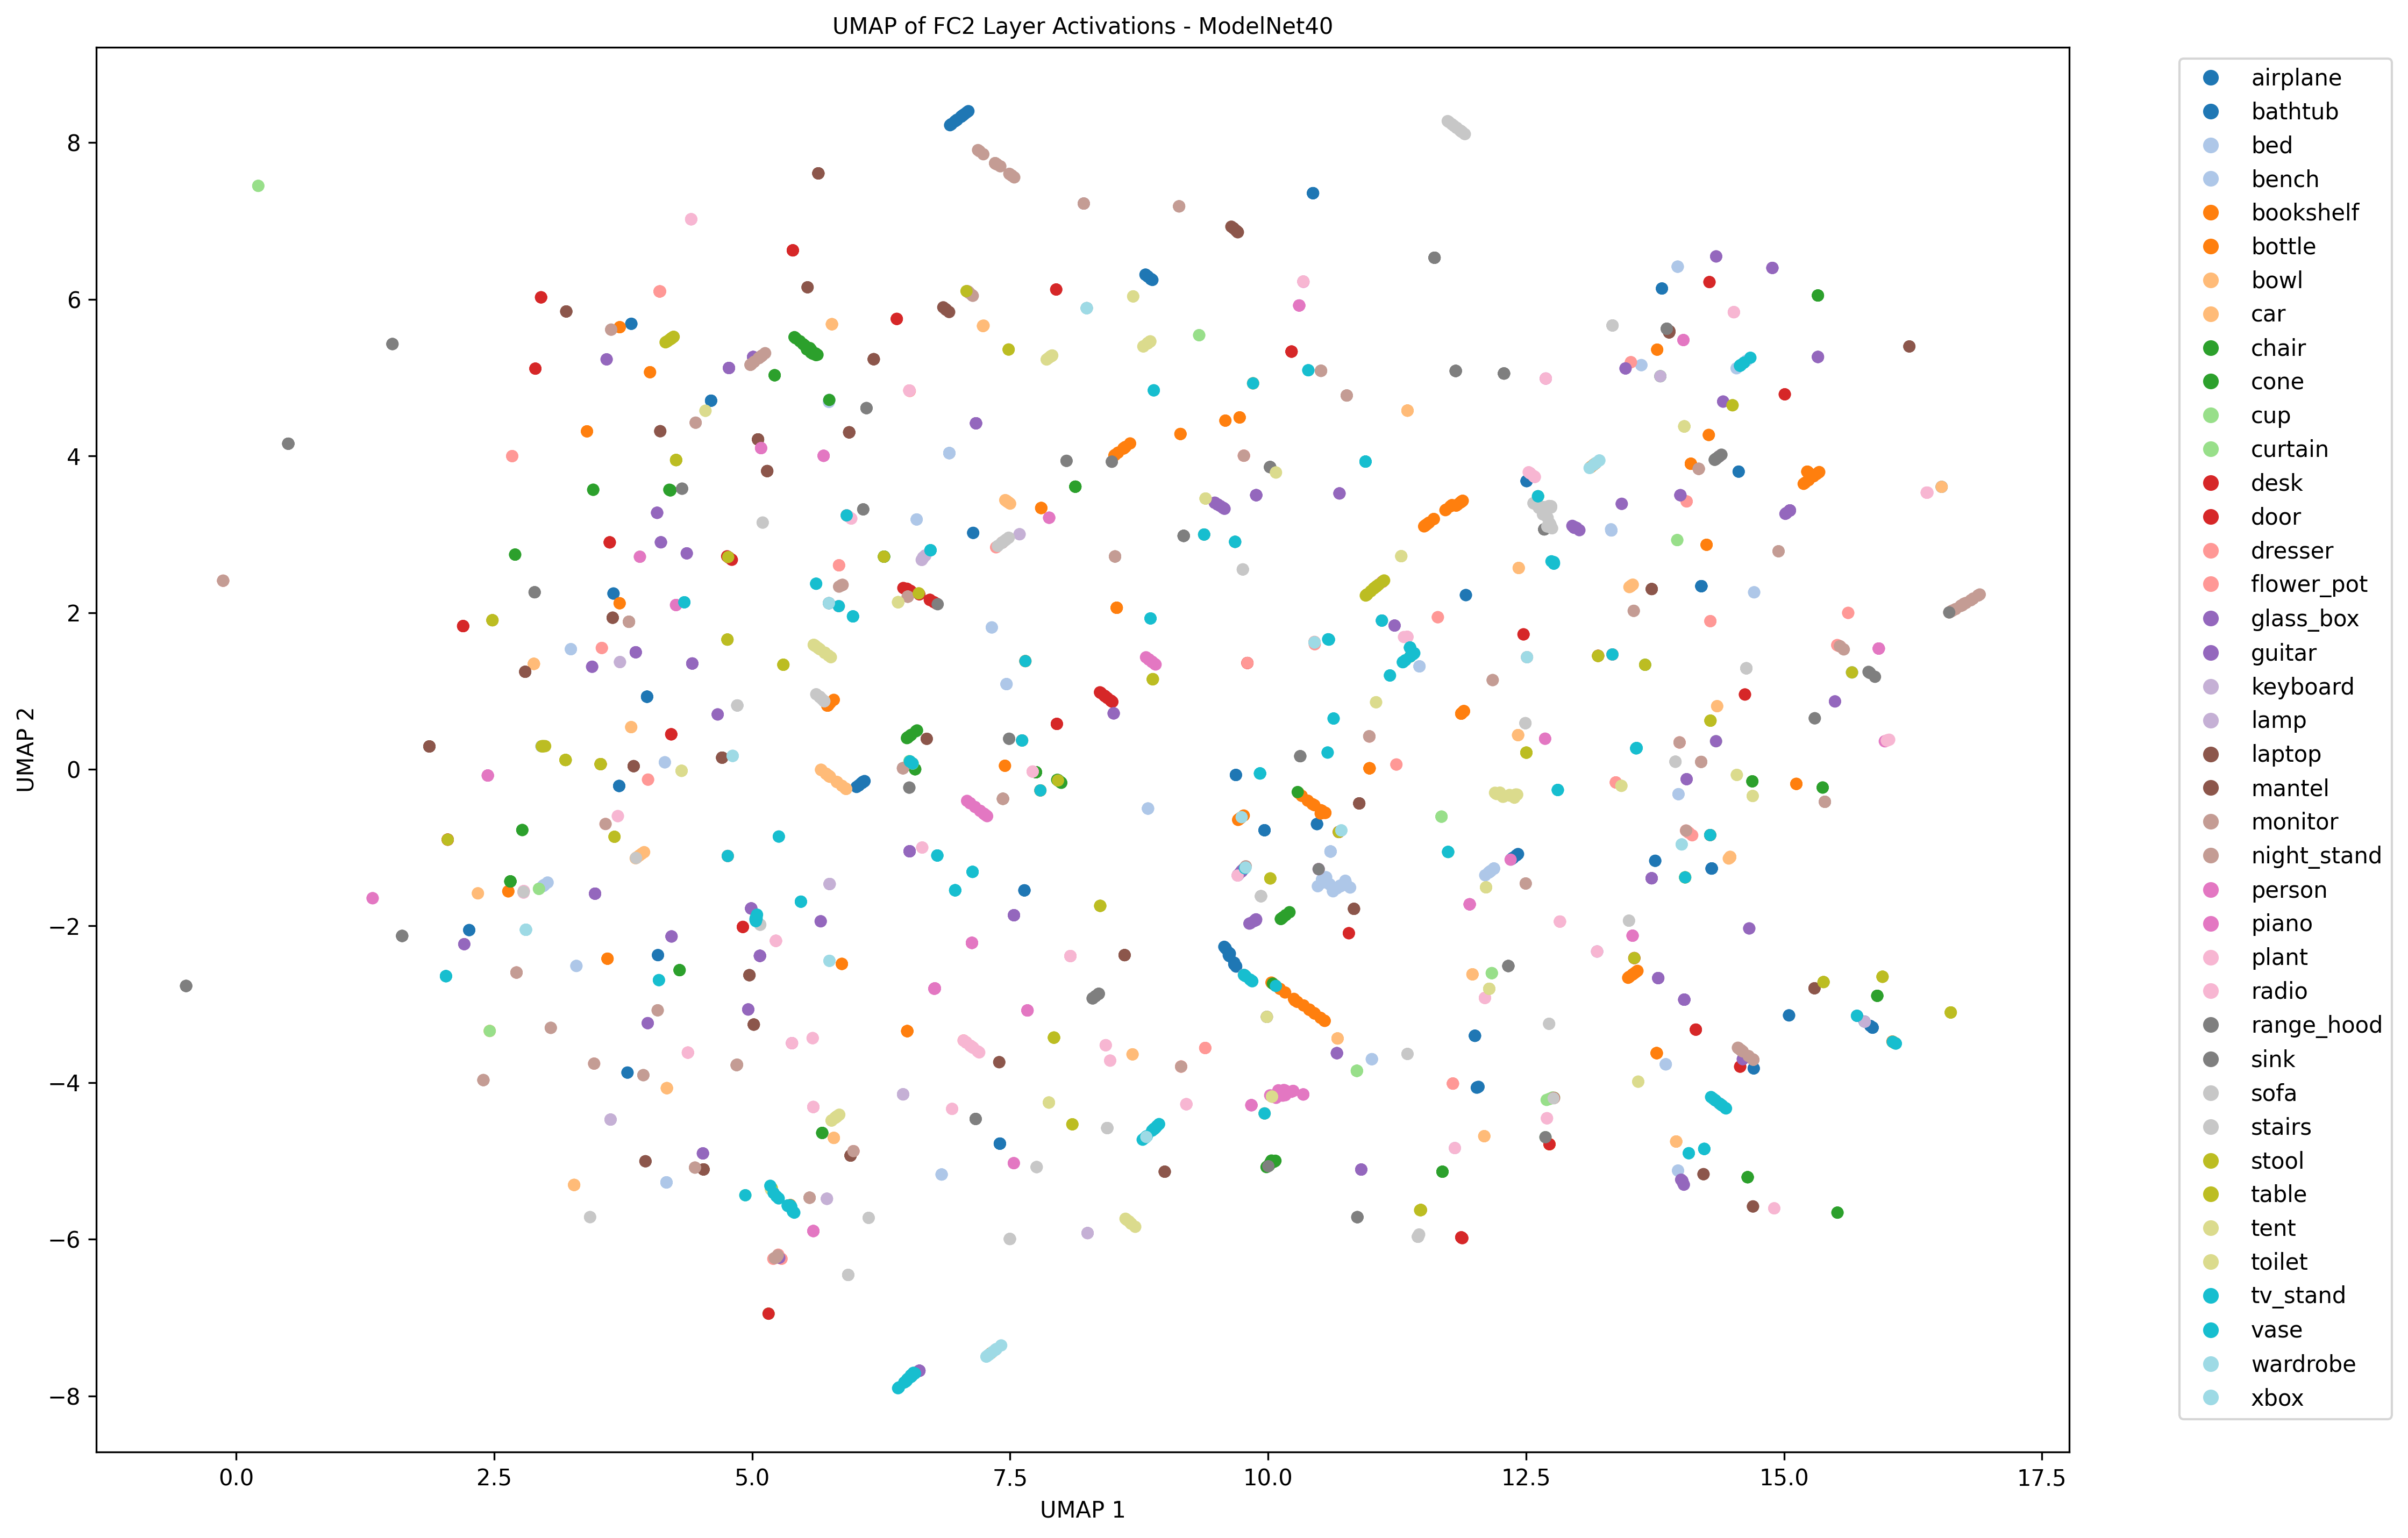 UMAP of FC2 Layer Activations - ModelNet40
8
6
4
2
0
−2
−4
−6
−8
UMAP 2
0.0 2.5 5.0 7.5 10.0 12.5 15.0 17.5
UMAP 1
airplane
bathtub
bed
bench
bookshelf
bottle
bowl
car
chair
cone
cup
curtain
desk
door
dresser
flower_pot
glass_box
guitar
keyboard
lamp
laptop
mantel
monitor
night_stand
person
piano
plant
radio
range_hood
sink
sofa
stairs
stool
table
tent
toilet
tv_stand
vase
wardrobe
xbox